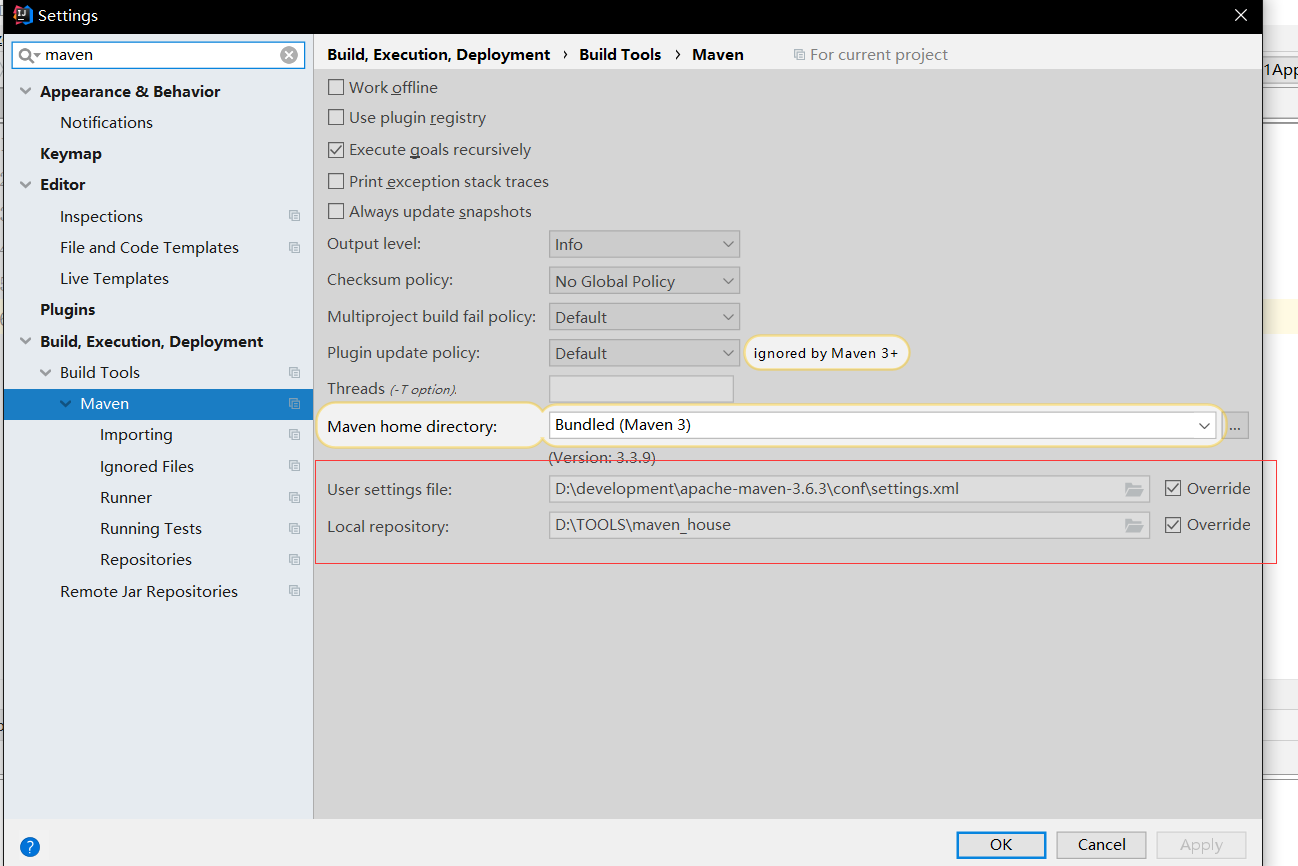 Settings
maven
Appearance & Behavior
Notifications
Keymap
Editor
Inspections
File and Code Templates
Live Templates
Plugins
Build, Execution, Deployment
Build Tools
Maven
Importing
Ignored Files
Runner
Running Tests
Repositories
Remote Jar Repositories
Build, Execution, Deployment › Build Tools › Maven For current project
Work offline
Use plugin registry
Execute goals recursively
Print exception stack traces
Always update snapshots
Output level: Info
Checksum policy: No Global Policy
Multiproject build fail policy: Default
Plugin update policy: Default ignored by Maven 3+
Threads (-T option).
Maven home directory: Bundled (Maven 3) ...
(Version: 3.3.9)
User settings file: D:\development\apache-maven-3.6.3\conf\settings.xml Override
Local repository: D:\TOOLS\maven_house Override
? OK Cancel Apply
1App